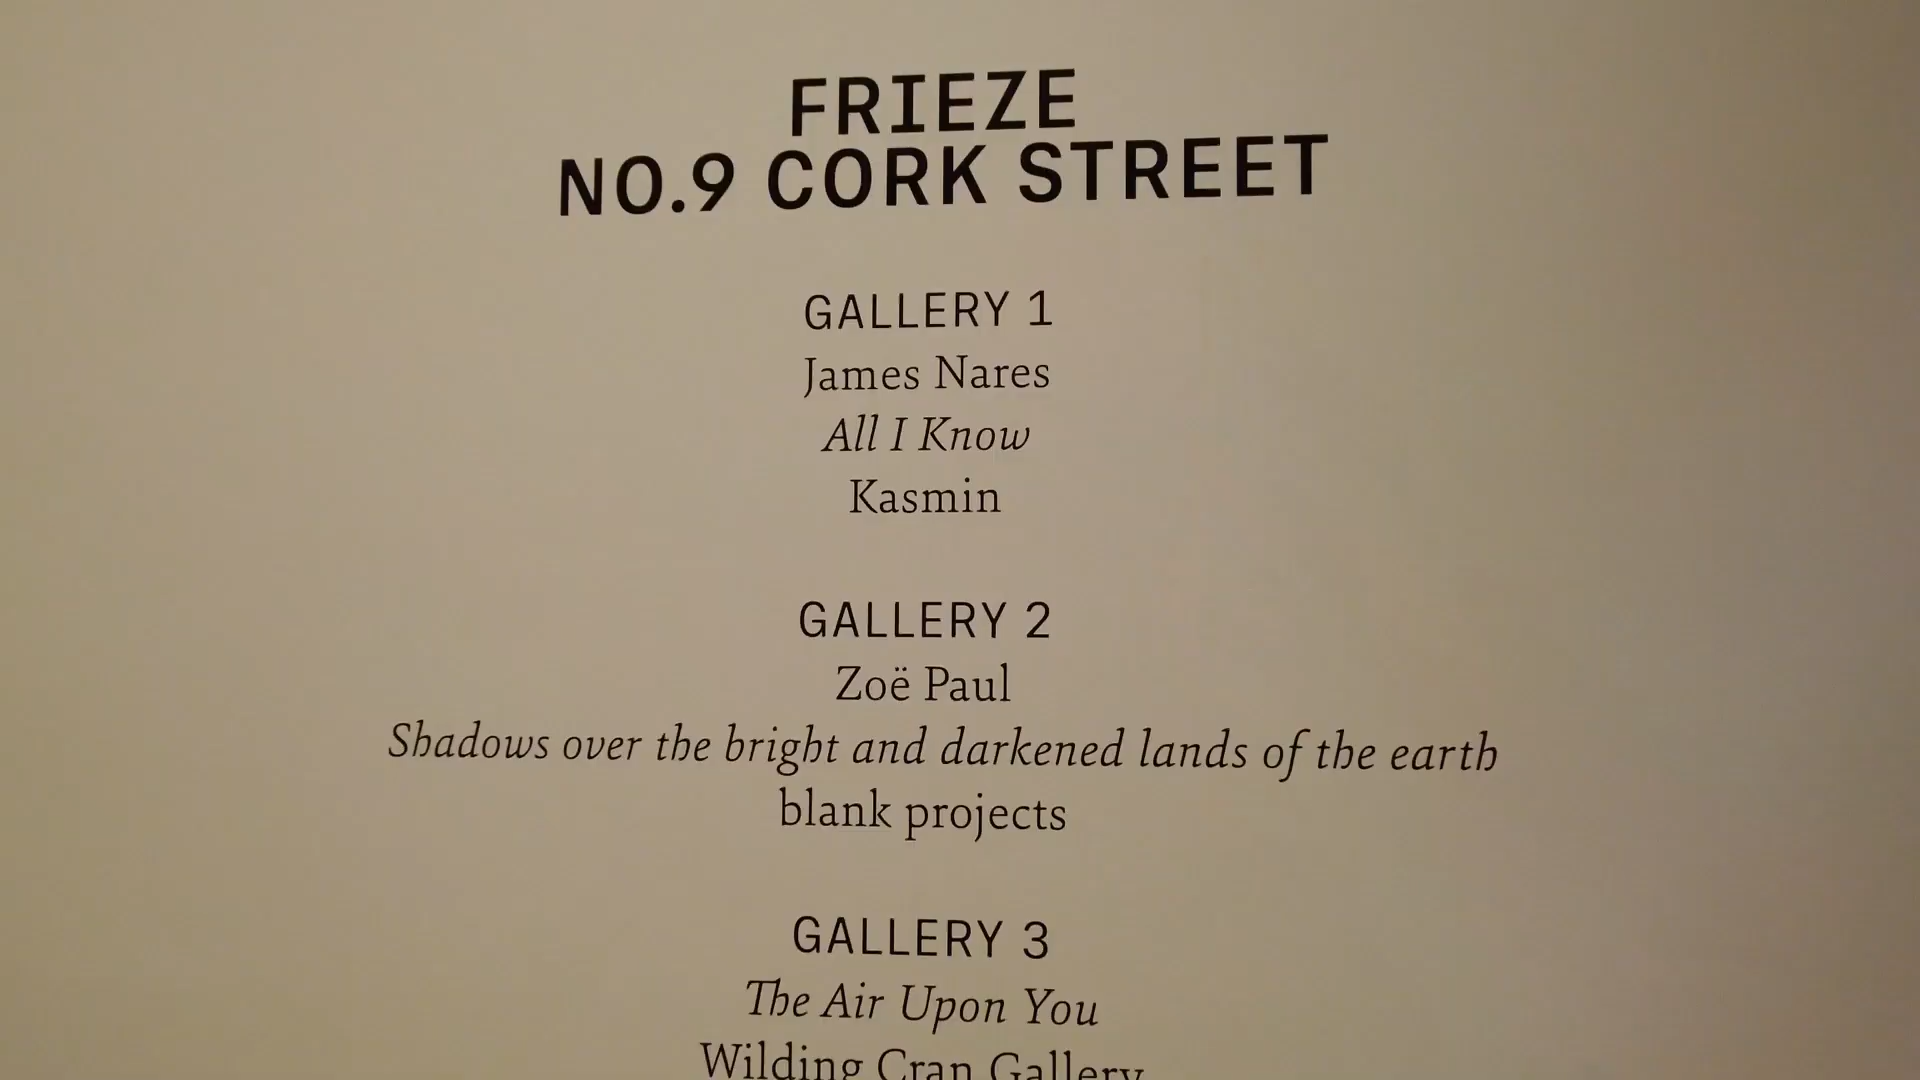 FRIEZE
NO.9 CORK STREET
GALLERY 1
James Nares
All I Know
Kasmin
GALLERY 2
Zoë Paul
Shadows over the bright and darkened lands of the earth
blank projects
GALLERY 3
The Air Upon You
Wilding Cran Gallery